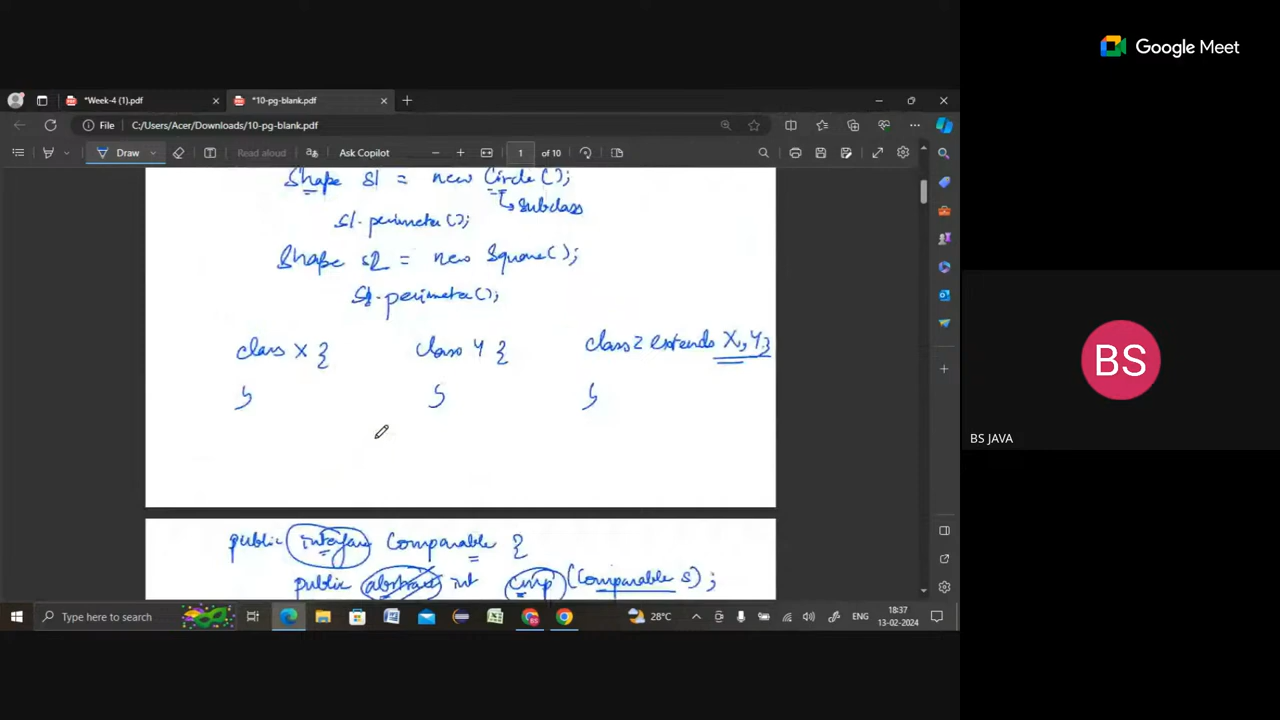 Google Meet
*Week-4 (1).pdf
*10-pg-blank.pdf
File C:/Users/Acer/Downloads/10-pg-blank.pdf
Draw Read aloud Ask Copilot 1 of 10
Shape s1 = new Circle();
subclass
s1.perimeter();
Shape s2 = new Square();
s2.perimeter();
class X { class Y { class Z extends X, Y {
} } }
public interface Comparable {
public abstract int cmp (Comparable s);
BS
BS JAVA
Type here to search 28°C ENG 18:37
13-02-2024